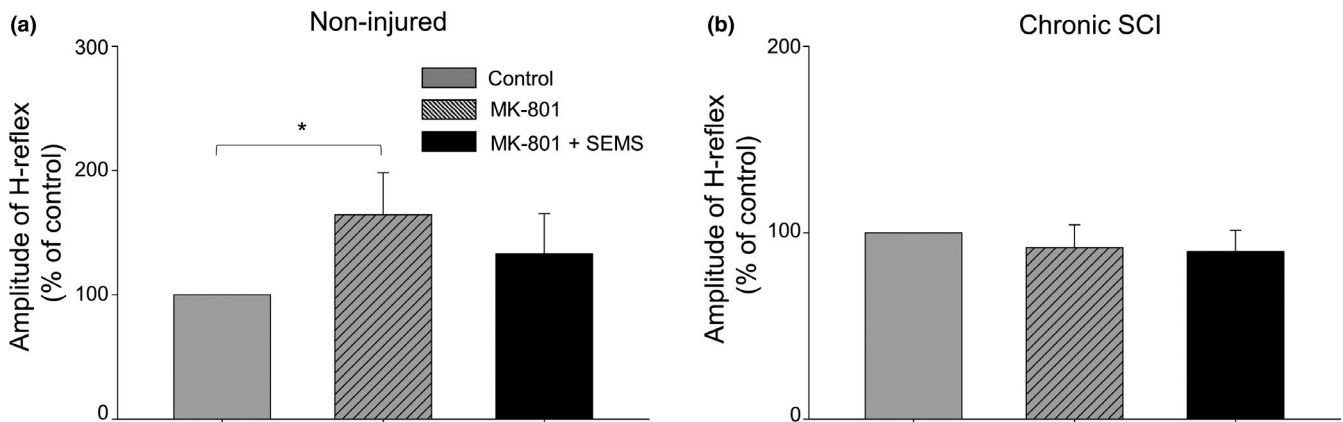 (a)
Non-injured
Amplitude of H-reflex
(% of control)
300
200
100
0
*
Control
MK-801
MK-801 + SEMS
(b)
Chronic SCI
Amplitude of H-reflex
(% of control)
200
100
0